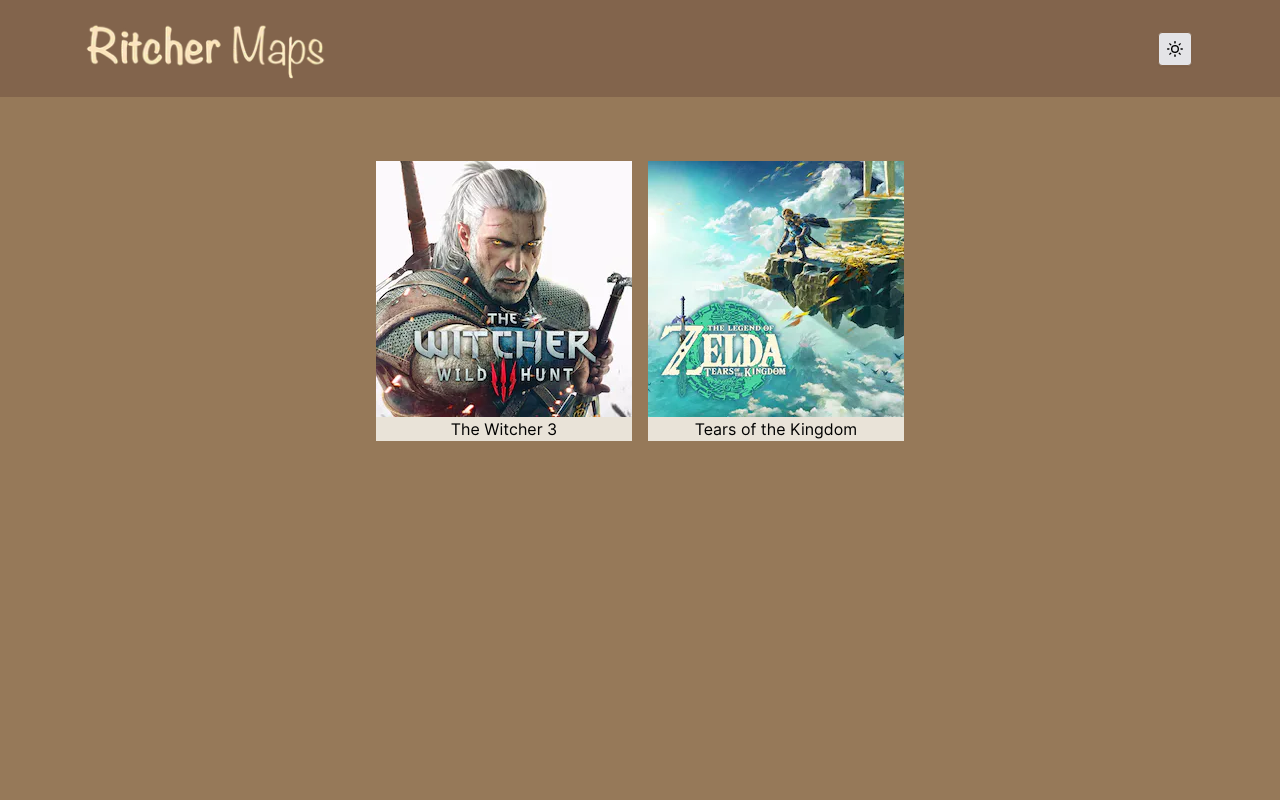 Ritcher Maps
THE
WITCHER
WILD HUNT
THE LEGEND OF
ZELDA
TEARS OF THE KINGDOM
The Witcher 3
Tears of the Kingdom